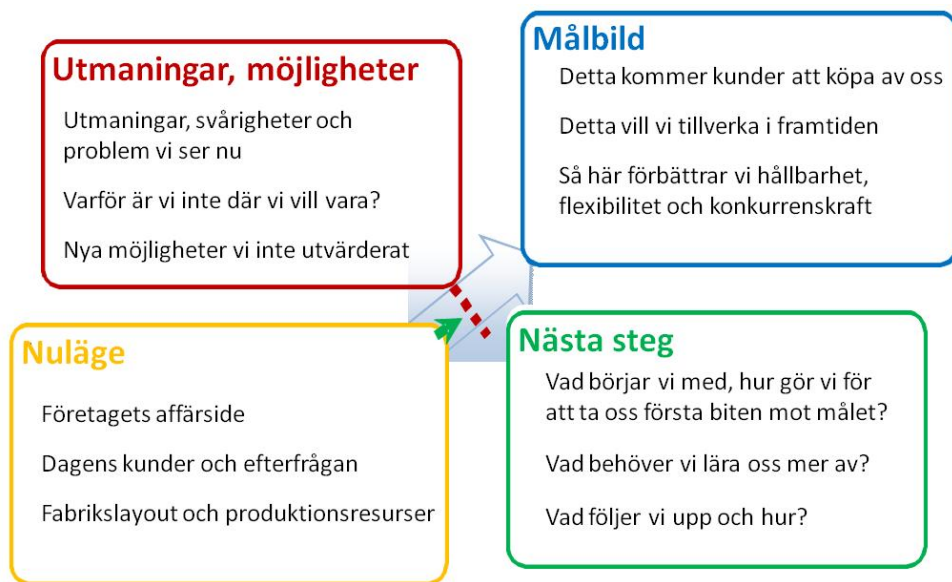 Utmaningar, möjligheter
Utmaningar, svårigheter och
problem vi ser nu
Varför är vi inte där vi vill vara?
Nya möjligheter vi inte utvärderat
Målbild
Detta kommer kunder att köpa av oss
Detta vill vi tillverka i framtiden
Så här förbättrar vi hållbarhet,
flexibilitet och konkurrenskraft
Nuläge
Företagets affärside
Dagens kunder och efterfrågan
Fabrikslayout och produktionsresurser
Nästa steg
Vad börjar vi med, hur gör vi för
att ta oss första biten mot målet?
Vad behöver vi lära oss mer av?
Vad följer vi upp och hur?